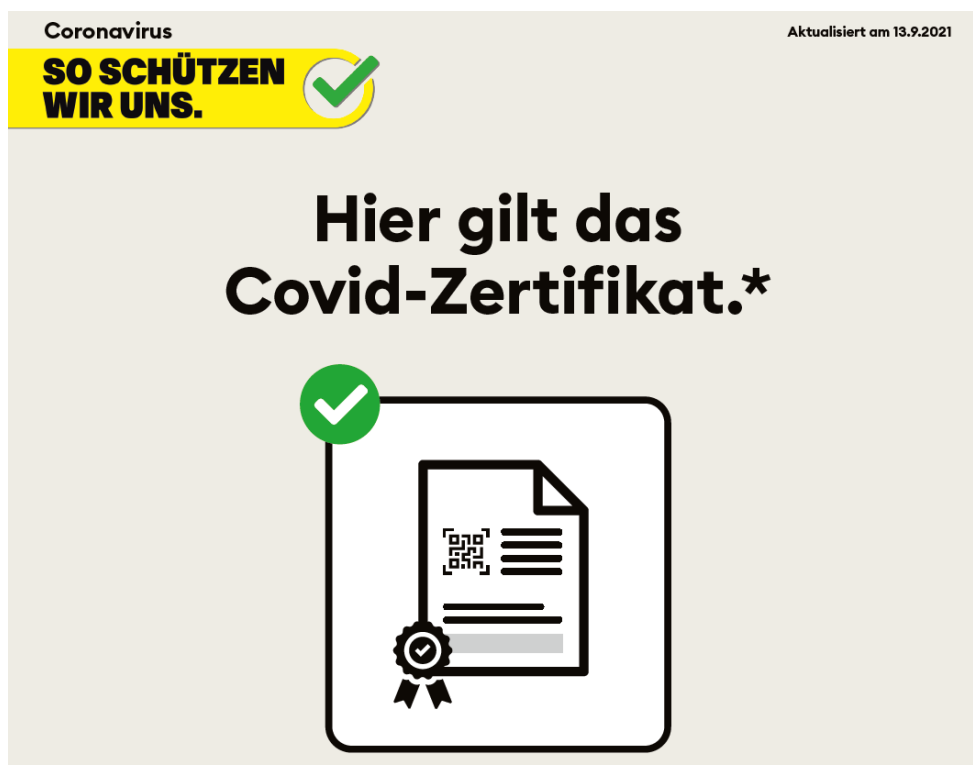 Coronavirus
Aktualisiert am 13.9.2021
SO SCHÜTZEN
WIR UNS.
Hier gilt das
Covid-Zertifikat.*